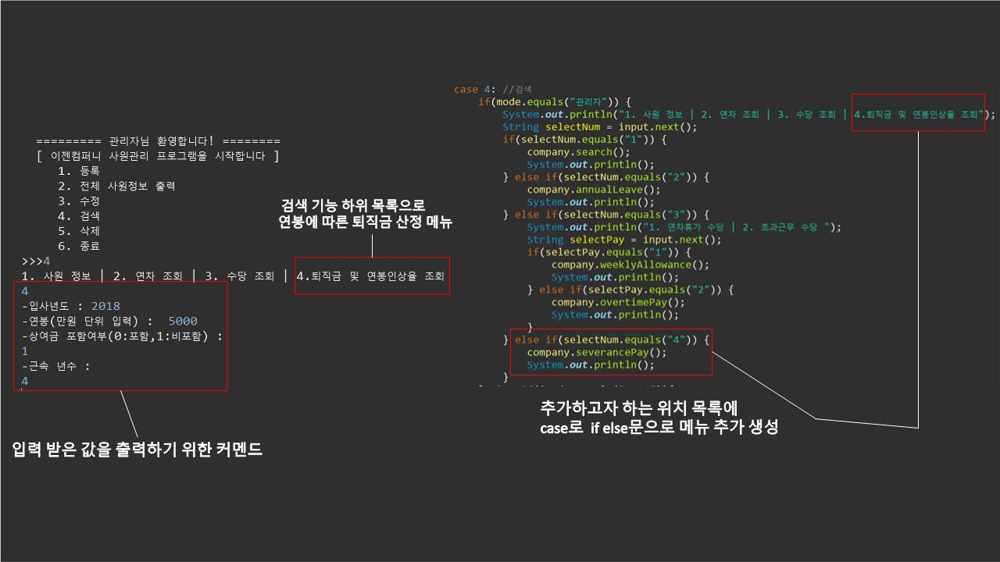 ========= 관리자님 환영합니다! ========
[ 이젠컴퍼니 사원관리 프로그램을 시작합니다 ]
1. 등록
2. 전체 사원정보 출력
3. 수정
4. 검색
5. 삭제
6. 종료
>>>4
1. 사원 정보 | 2. 연차 조회 | 3. 수당 조회 | 4.퇴직금 및 연봉인상율 조회
4
-입사년도 : 2018
-연봉(만원 단위 입력) :  5000
-상여금 포함여부(0:포함,1:비포함) :
1
-근속 년수 :
4
검색 기능 하위 목록으로
연봉에 따른 퇴직금 산정 메뉴
입력 받은 값을 출력하기 위한 커멘드
case 4: //검색
if(mode.equals("관리자")) {
System.out.println("1. 사원 정보 | 2. 연차 조회 | 3. 수당 조회 | 4.퇴직금 및 연봉인상율 조회");
String selectNum = input.next();
if(selectNum.equals("1")) {
company.search();
System.out.println();
} else if(selectNum.equals("2")) {
company.annualLeave();
System.out.println();
} else if(selectNum.equals("3")) {
System.out.println("1. 연차휴가 수당 | 2. 초과근무 수당 ");
String selectPay = input.next();
if(selectPay.equals("1")) {
company.weeklyAllowance();
System.out.println();
} else if(selectPay.equals("2")) {
company.overtimePay();
System.out.println();
}
} else if(selectNum.equals("4")) {
company.severancePay();
System.out.println();
}
추가하고자 하는 위치 목록에
case로 if else문으로 메뉴 추가 생성